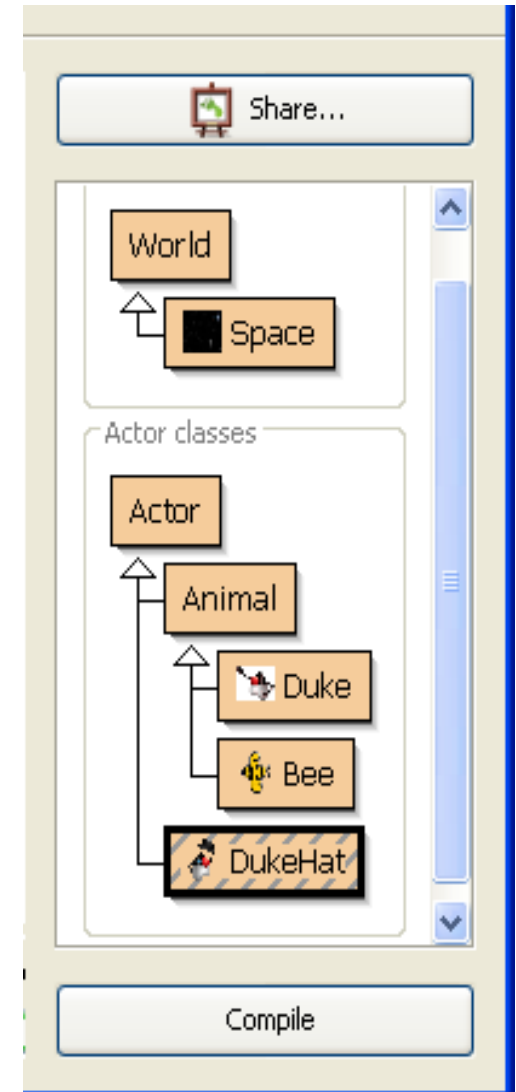 Share...
World
Space
Actor classes
Actor
Animal
Duke
Bee
DukeHat
Compile